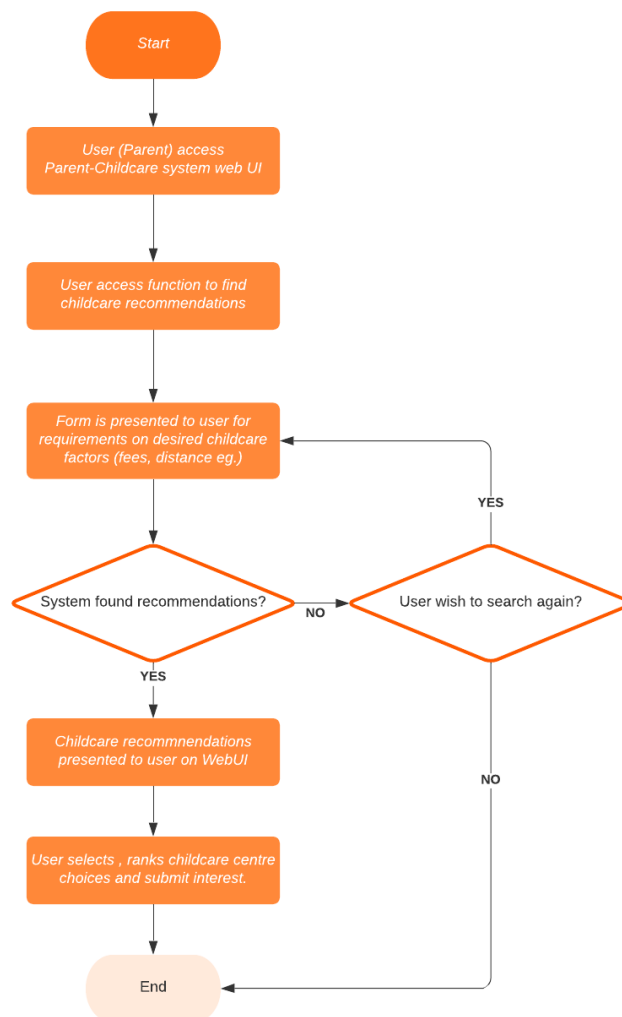 Start
User (Parent) access
Parent-Childcare system web UI
User access function to find
childcare recommendations
Form is presented to user for
requirements on desired childcare
factors (fees, distance eg.)
YES
System found recommendations?
NO
User wish to search again?
YES
Childcare recommnendations
presented to user on WebUI
NO
User selects , ranks childcare centre
choices and submit interest.
End